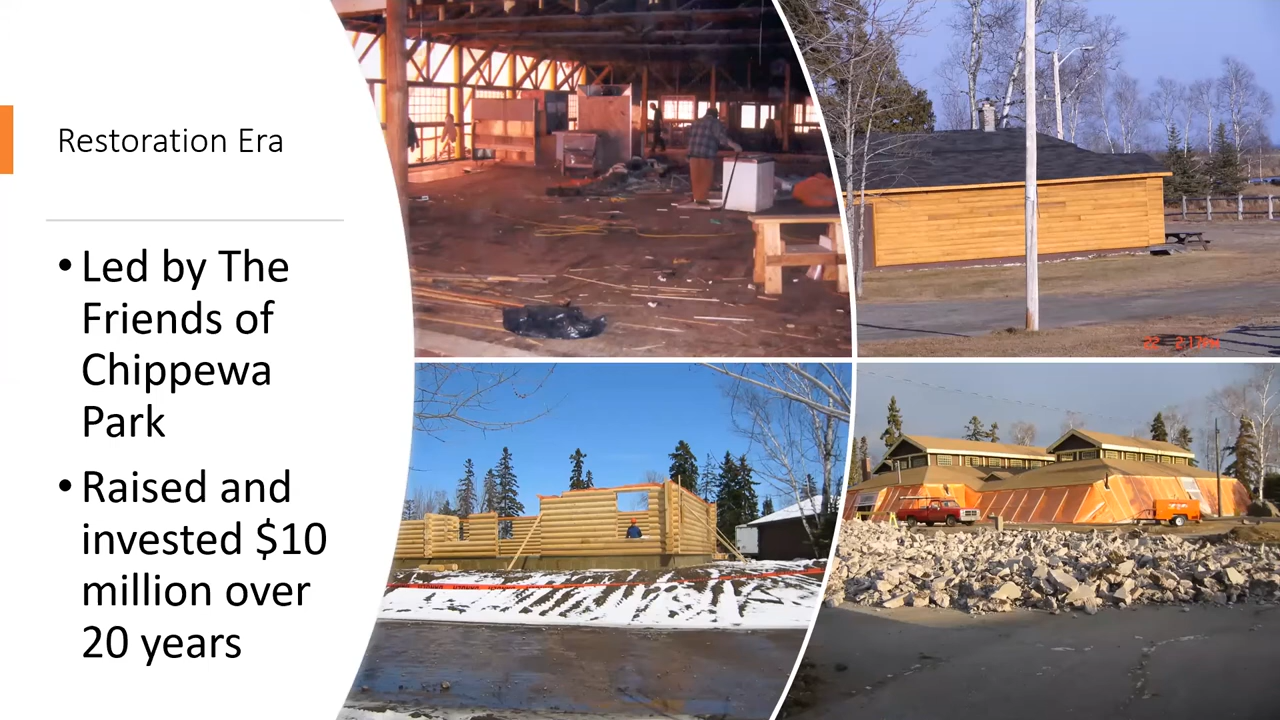 Restoration Era
• Led by The
Friends of
Chippewa
Park
• Raised and
invested $10
million over
20 years